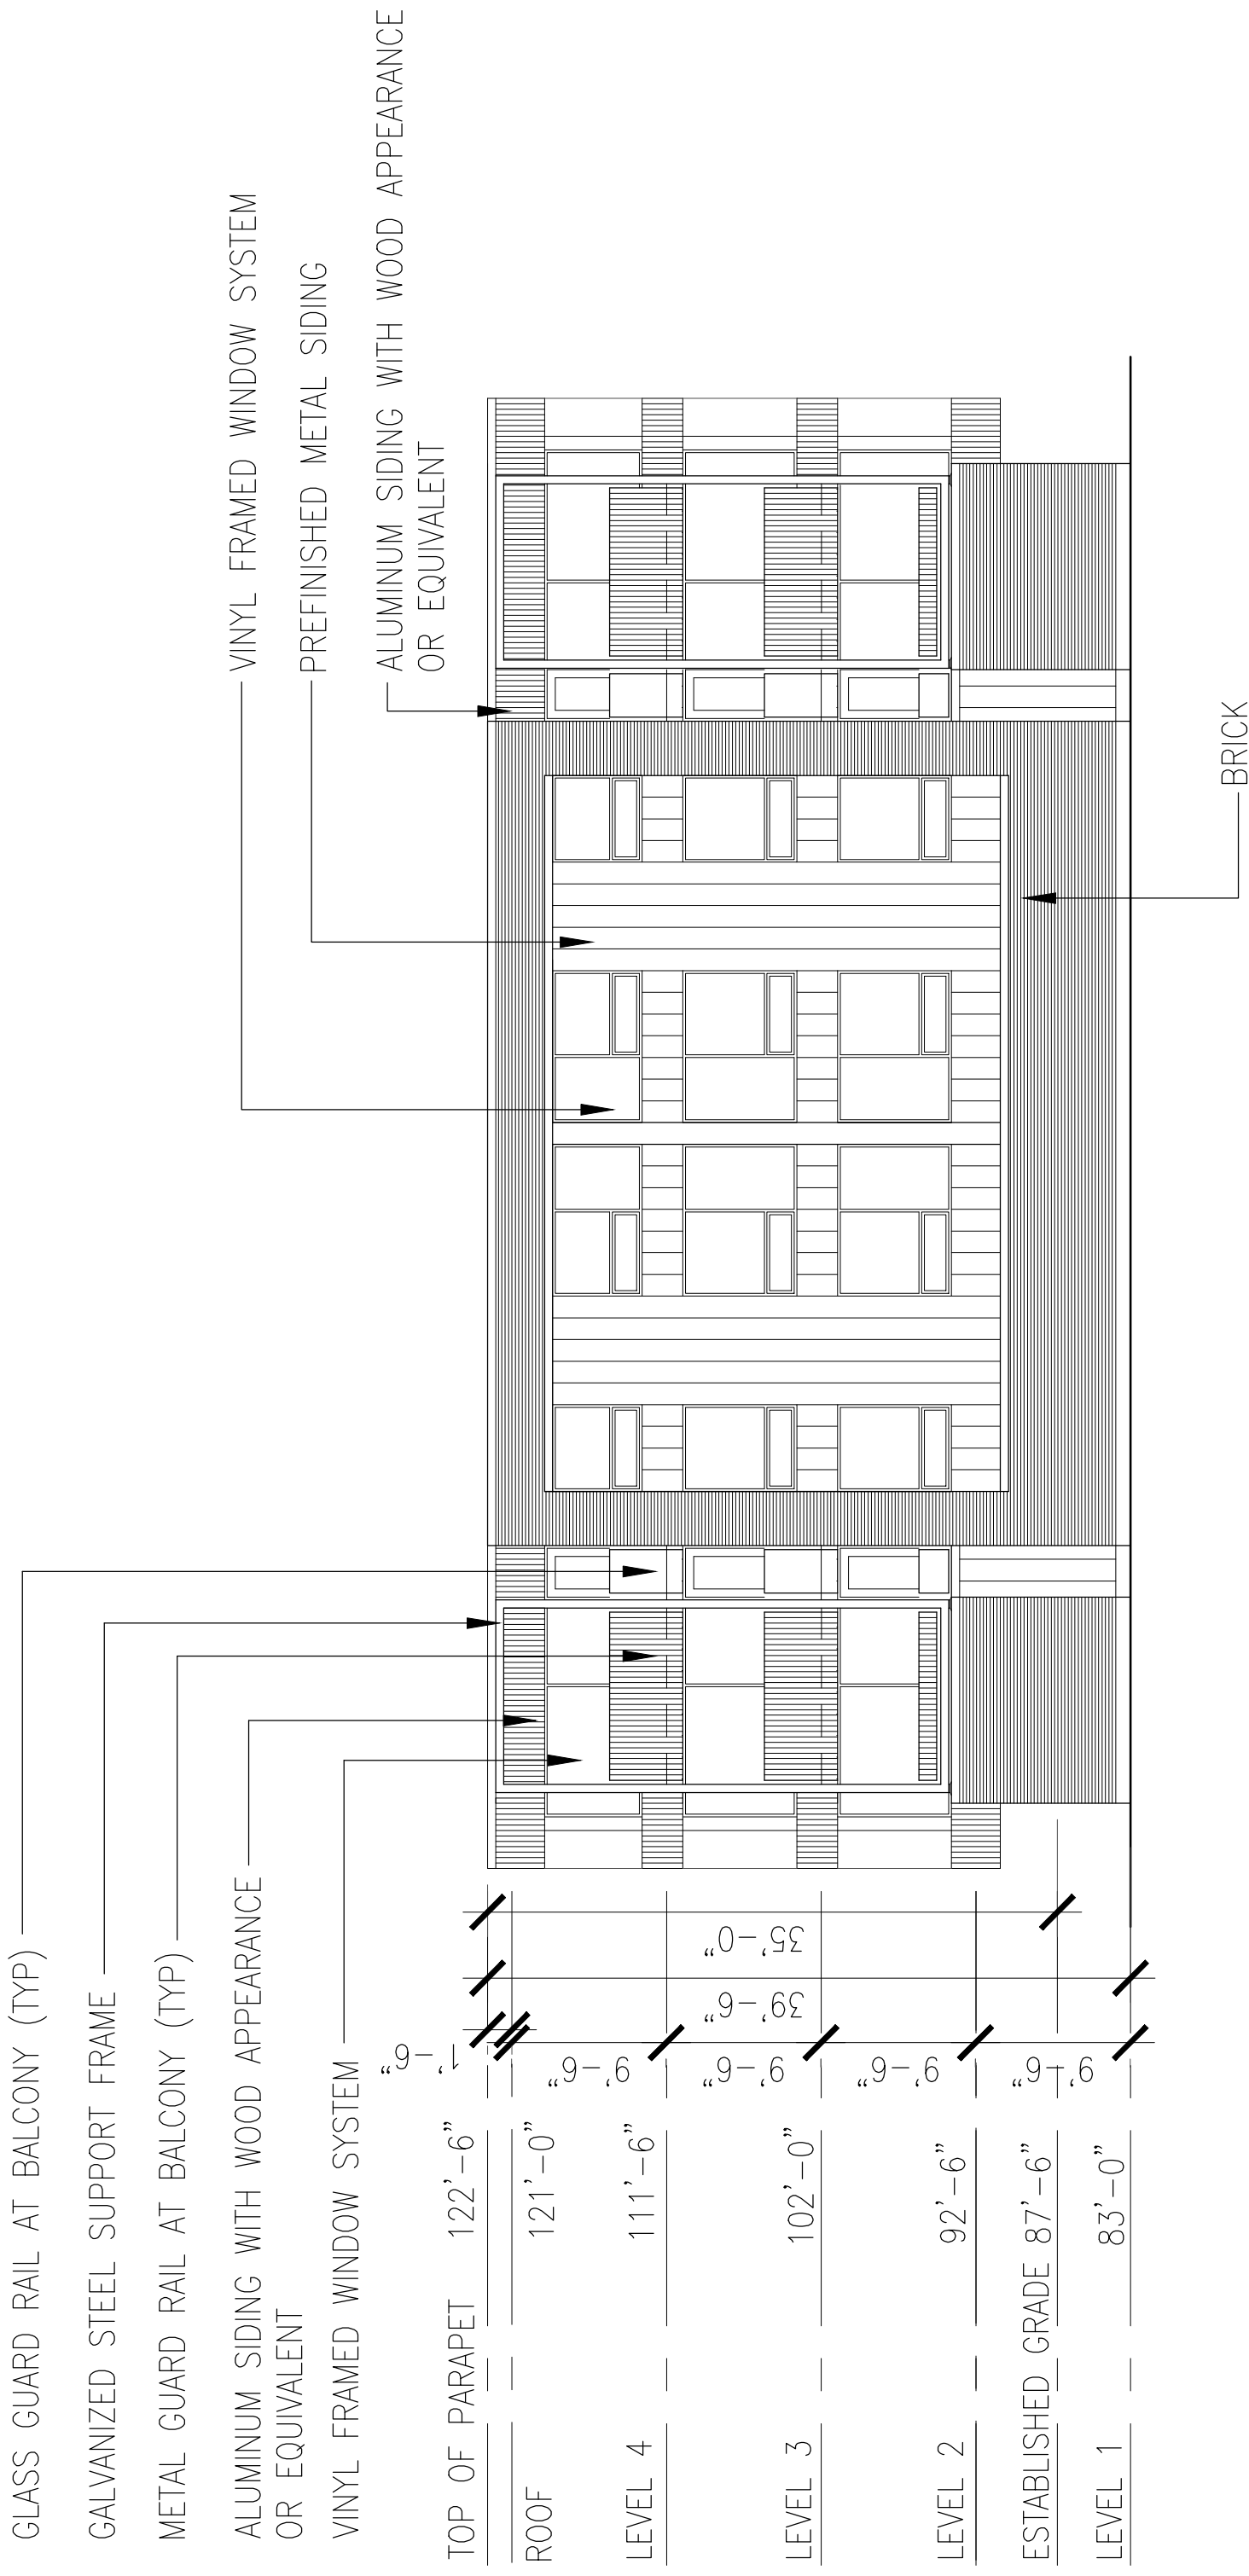 GLASS GUARD RAIL AT BALCONY (TYP)
GALVANIZED STEEL SUPPORT FRAME
METAL GUARD RAIL AT BALCONY (TYP)
ALUMINUM SIDING WITH WOOD APPEARANCE
OR EQUIVALENT
VINYL FRAMED WINDOW SYSTEM
VINYL FRAMED WINDOW SYSTEM
PREFINISHED METAL SIDING
ALUMINUM SIDING WITH WOOD APPEARANCE
OR EQUIVALENT
TOP OF PARAPET 122'-6"
ROOF 121'-0"
LEVEL 4 111'-6"
LEVEL 3 102'-0"
LEVEL 2 92'-6"
ESTABLISHED GRADE 87'-6"
LEVEL 1 83'-0"
1'-6"
9'-6"
9'-6"
9'-6"
9'-6"
39'-6"
35'-0"
BRICK